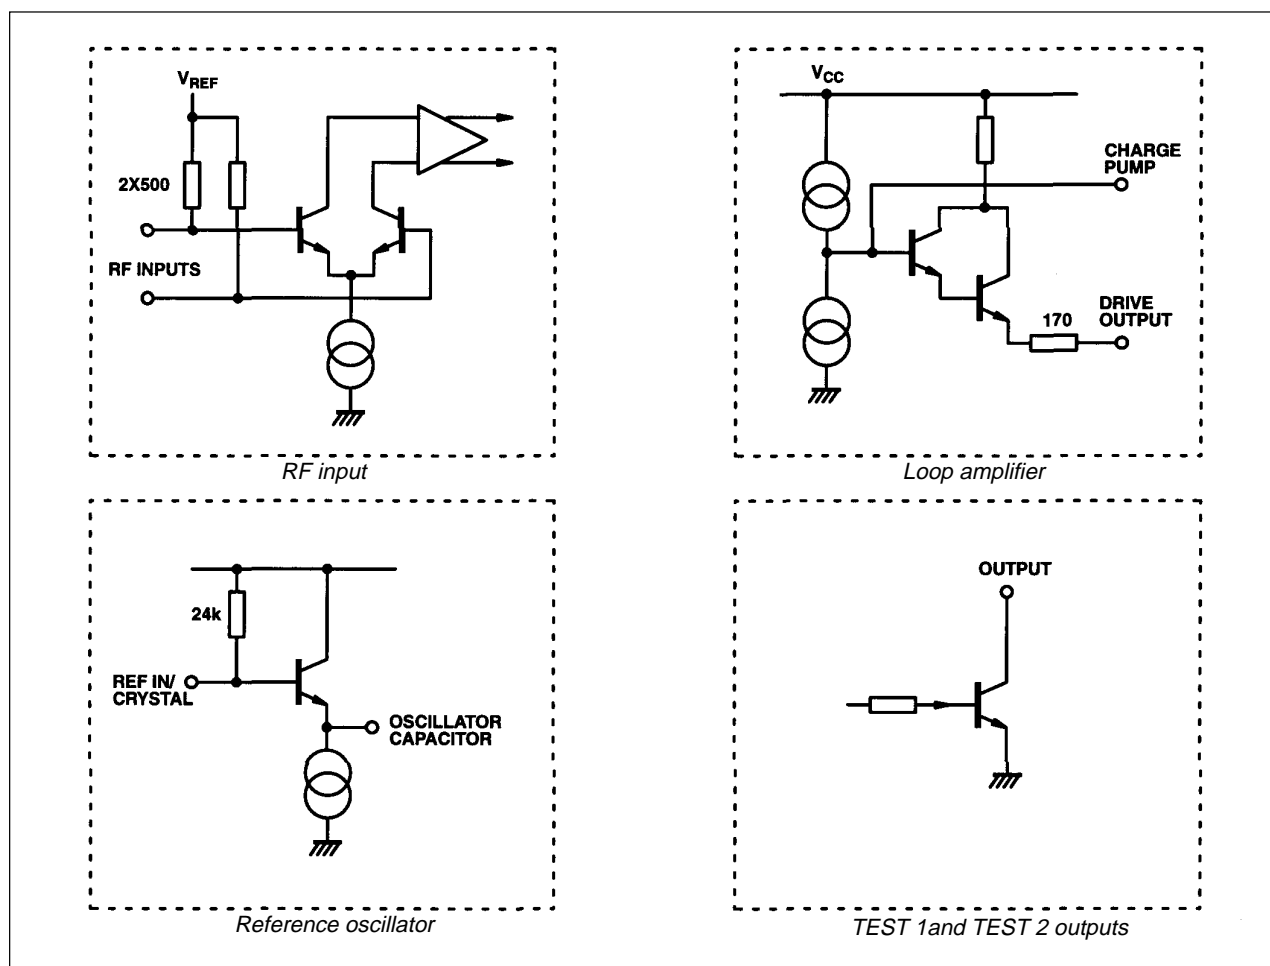 VREF
2X500
RF INPUTS
RF input
VCC
CHARGE
PUMP
DRIVE
OUTPUT
170
Loop amplifier
24k
REF IN/
CRYSTAL
OSCILLATOR
CAPACITOR
Reference oscillator
OUTPUT
TEST 1and TEST 2 outputs